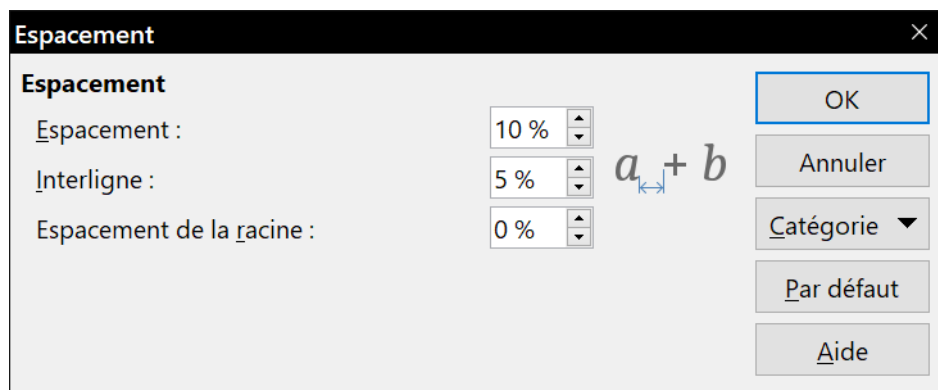 Espacement
Espacement
Espacement :
10 %
Interligne :
5 %
Espacement de la racine :
0 %
a + b
OK
Annuler
Catégorie
Par défaut
Aide